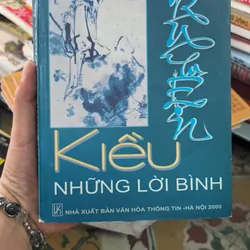 Kiều
NHỮNG LỜI BÌNH
NHÀ XUẤT BẢN VĂN HÓA THÔNG TIN - HÀ NỘI 2000